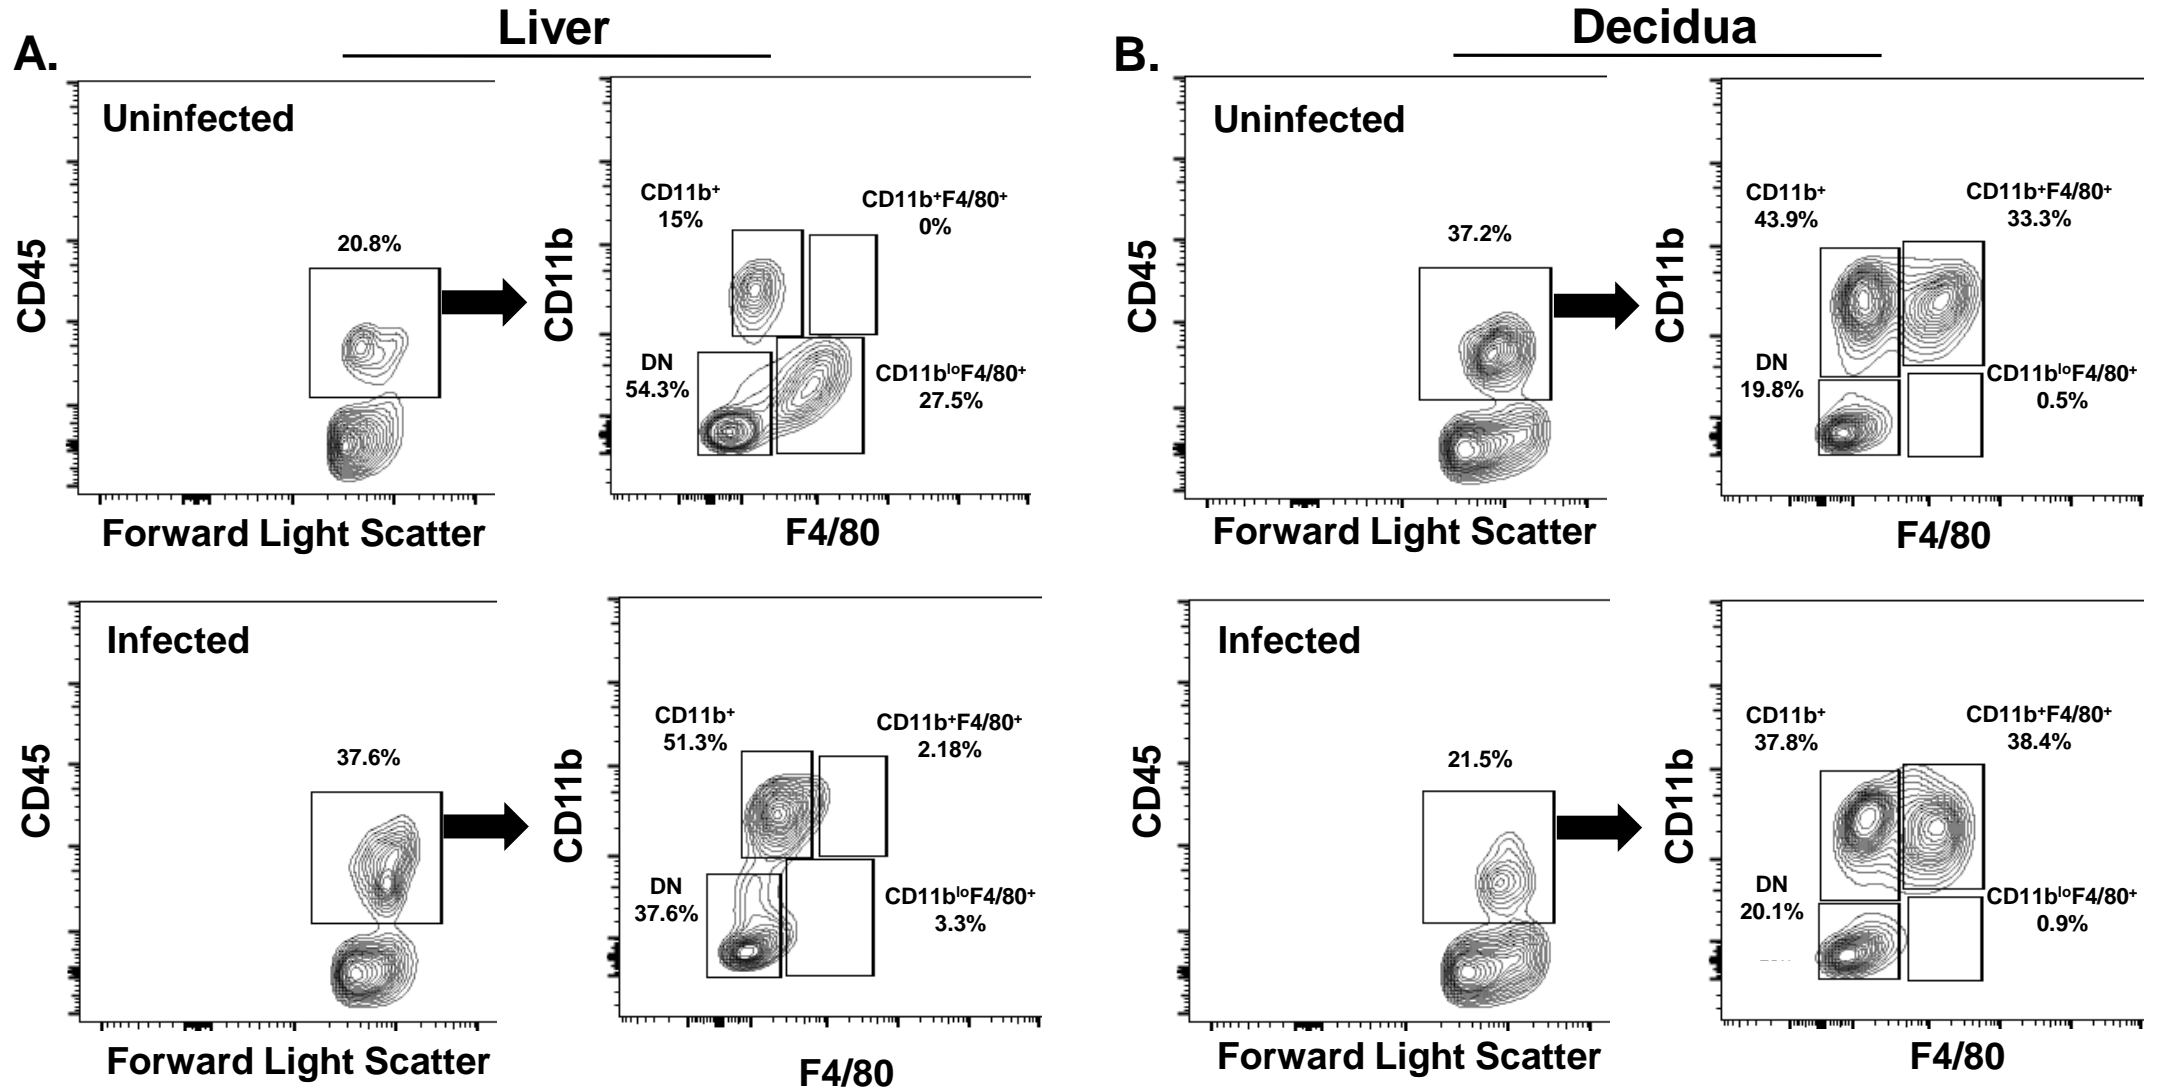 A.
Liver
Uninfected
CD45
20.8%
Forward Light Scatter
CD11b
CD11b⁺
15%
CD11b⁺F4/80⁺
0%
DN
54.3%
CD11bˡᵒF4/80⁺
27.5%
F4/80
Infected
CD45
37.6%
Forward Light Scatter
CD11b
CD11b⁺
51.3%
CD11b⁺F4/80⁺
2.18%
DN
37.6%
CD11bˡᵒF4/80⁺
3.3%
F4/80
B.
Decidua
Uninfected
CD45
37.2%
Forward Light Scatter
CD11b
CD11b⁺
43.9%
CD11b⁺F4/80⁺
33.3%
DN
19.8%
CD11bˡᵒF4/80⁺
0.5%
F4/80
Infected
CD45
21.5%
Forward Light Scatter
CD11b
CD11b⁺
37.8%
CD11b⁺F4/80⁺
38.4%
DN
20.1%
CD11bˡᵒF4/80⁺
0.9%
F4/80